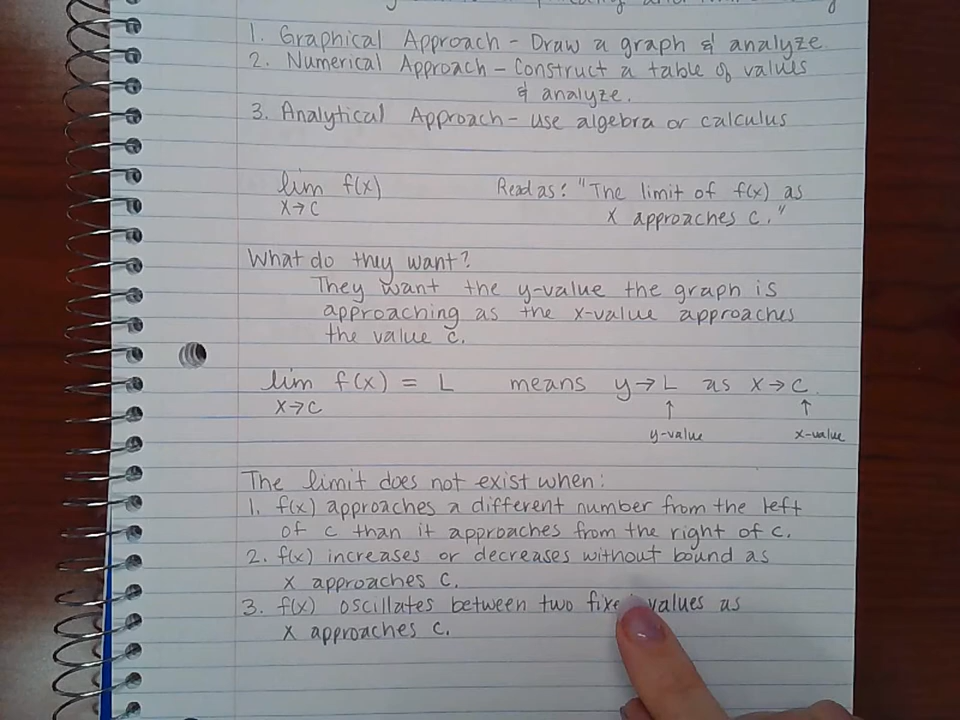 1. Graphical Approach - Draw a graph & analyze.
2. Numerical Approach - Construct a table of values
& analyze.
3. Analytical Approach - Use algebra or calculus
lim f(x) Read as: "The limit of f(x) as
x→c x approaches c."
What do they want?
They want the y-value the graph is
approaching as the x-value approaches
the value c.
lim f(x) = L means y→L as x→c.
x→c ↑ ↑
y-value x-value
The limit does not exist when:
1. f(x) approaches a different number from the left
of c than it approaches from the right of c.
2. f(x) increases or decreases without bound as
x approaches c.
3. f(x) oscillates between two fixed values as
x approaches c.